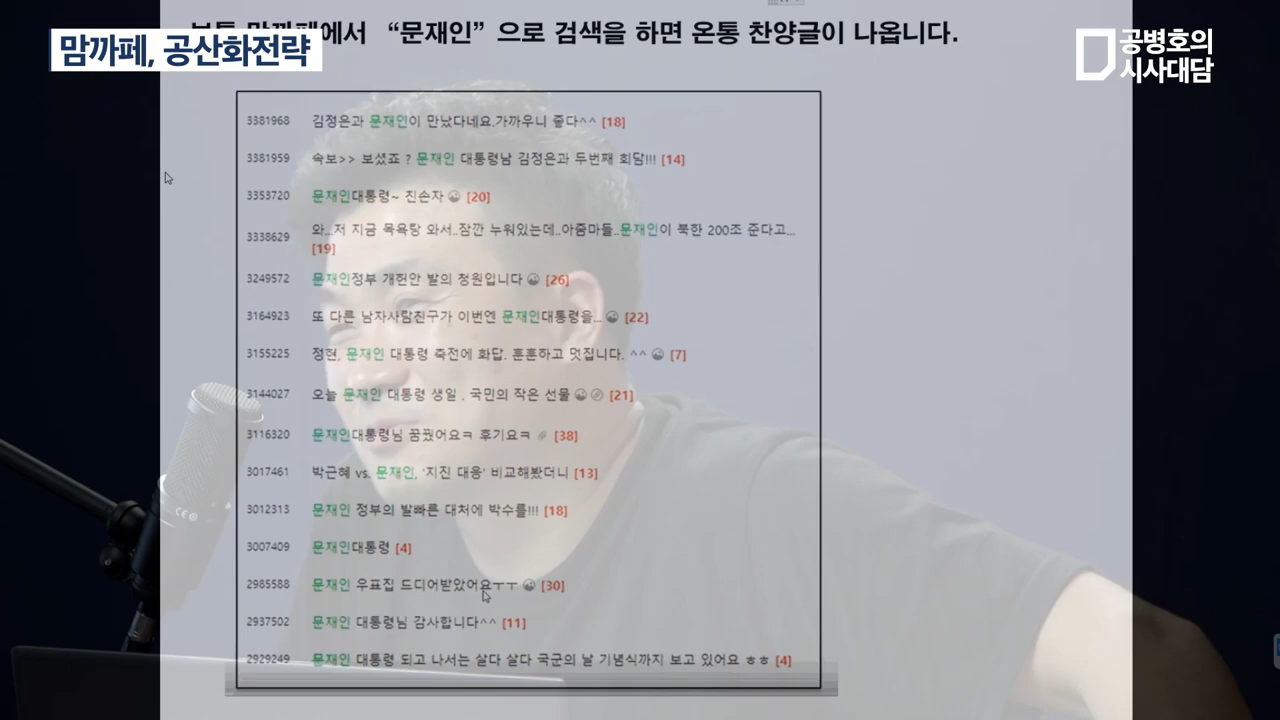 보통 맘까페에서 “문재인” 으로 검색을 하면 온통 찬양글이 나옵니다.
맘까페, 공산화전략
공병호의
시사대담
3381968 김정은과 문재인이 만났다네요.가까우니 좋다^^ [18]
3381959 속보>> 보셨죠 ? 문재인 대통령남 김정은과 두번째 회담!!! [14]
3353720 문재인대통령~ 진손자 [20]
3338629 와...저 지금 목욕탕 와서..잠깐 누워있는데..아줌마들..문재인이 북한 200조 준다고...
[19]
3249572 문재인정부 개헌안 발의 청원입니다 [26]
3164923 또 다른 남자사람친구가 이번엔 문재인대통령을... [22]
3155225 정현, 문재인 대통령 축전에 화답. 훈훈하고 멋집니다. ^^ [7]
3144027 오늘 문재인 대통령 생일 . 국민의 작은 선물 [21]
3116320 문재인대통령님 꿈꿨어요ㅋ 후기요ㅋ [38]
3017461 박근혜 vs. 문재인, '지진 대응' 비교해봤더니 [13]
3012313 문재인 정부의 발빠른 대처에 박수를!!! [18]
3007409 문재인대통령 [4]
2985588 문재인 우표집 드디어받았어요ㅜㅜ [30]
2937502 문재인 대통령님 감사합니다^^ [11]
2929249 문재인 대통령 되고 나서는 살다 살다 국군의 날 기념식까지 보고 있어요 ㅎㅎ [4]